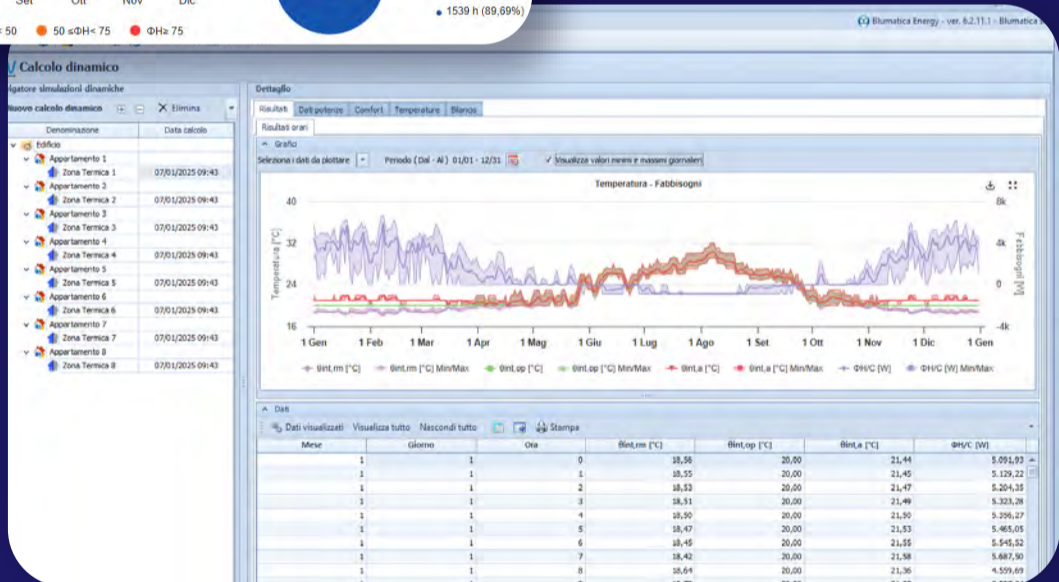 Set Ott Nov Dic
1539 h (89,69%)
< 50 50 ≤ΦH< 75 ΦH≥ 75
Blumatica Energy - ver. 6.2.11.1 - Blumatica
Calcolo dinamico
vigatore simulazioni dinamiche
Nuovo calcolo dinamico Elimina
Denominazione Data calcolo
Edificio
Appartamento 1
Zona Termica 1 07/01/2025 09:43
Appartamento 2
Zona Termica 2 07/01/2025 09:43
Appartamento 3
Zona Termica 3 07/01/2025 09:43
Appartamento 4
Zona Termica 4 07/01/2025 09:43
Appartamento 5
Zona Termica 5 07/01/2025 09:43
Appartamento 6
Zona Termica 6 07/01/2025 09:43
Appartamento 7
Zona Termica 7 07/01/2025 09:43
Appartamento 8
Zona Termica 8 07/01/2025 09:43
Dettaglio
Risultati Dati potenze Comfort Temperature Bilancio
Risultati orari
Grafici
Seleziona i dati da plottare Periodo (Dal - Al) 01/01 - 12/31 Visualizza valori minimi e massimi giornalieri
Temperatura - Fabbisogni
Temperatura [°C]
40
32
24
16
8k
4k
0
-4k
Fabbisogni [W]
1 Gen 1 Feb 1 Mar 1 Apr 1 Mag 1 Giu 1 Lug 1 Ago 1 Set 1 Ott 1 Nov 1 Dic 1 Gen
θint,rm [°C] θint,rm [°C] Min/Max θint,op [°C] θint,op [°C] Min/Max θint,a [°C] θint,a [°C] Min/Max ΦH/C [W] ΦH/C [W] Min/Max
Dati
Dati visualizzati Visualizza tutto Nascondi tutto Stampa
Mese Giorno Ora θint,rm [°C] θint,op [°C] θint,a [°C] ΦH/C [W]
1 1 0 18,56 20,00 21,44 5.091,93
1 1 1 18,55 20,00 21,45 5.129,22
1 1 2 18,53 20,00 21,47 5.204,35
1 1 3 18,51 20,00 21,49 5.323,28
1 1 4 18,50 20,00 21,50 5.396,27
1 1 5 18,47 20,00 21,53 5.465,05
1 1 6 18,45 20,00 21,55 5.545,52
1 1 7 18,42 20,00 21,58 5.687,50
1 1 8 18,64 20,00 21,36 4.559,69